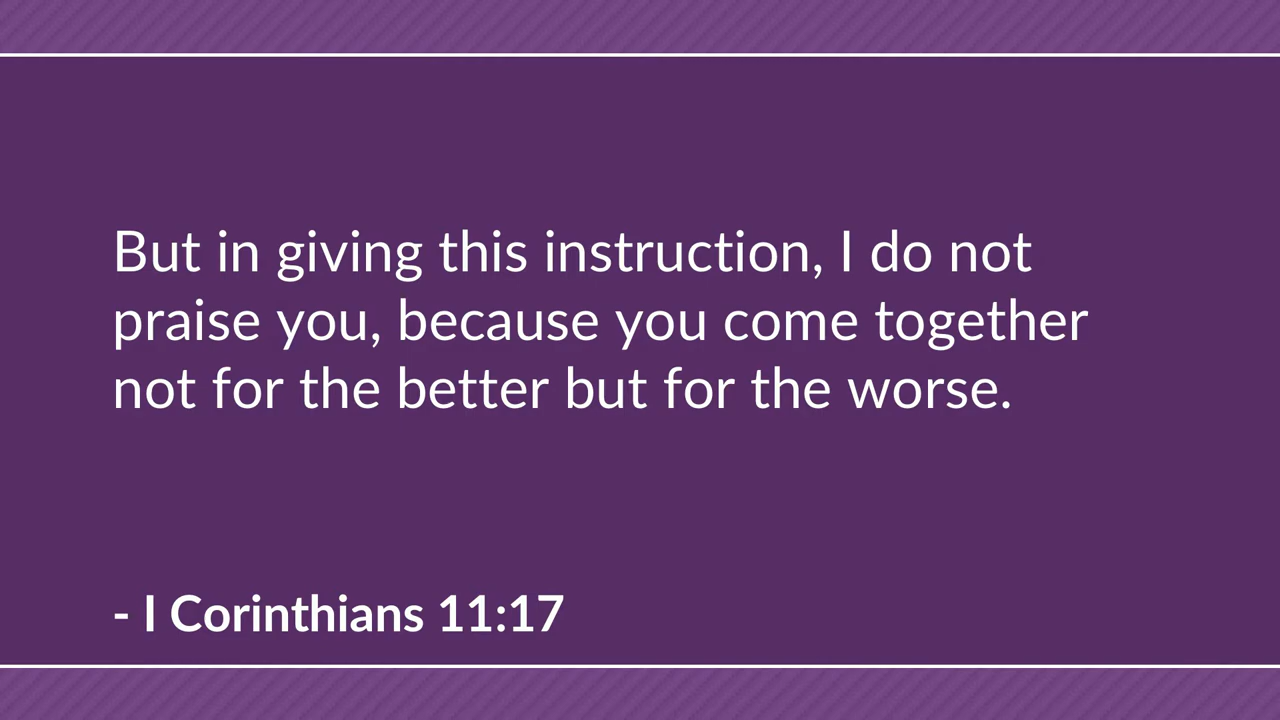 But in giving this instruction, I do not
praise you, because you come together
not for the better but for the worse.
- I Corinthians 11:17